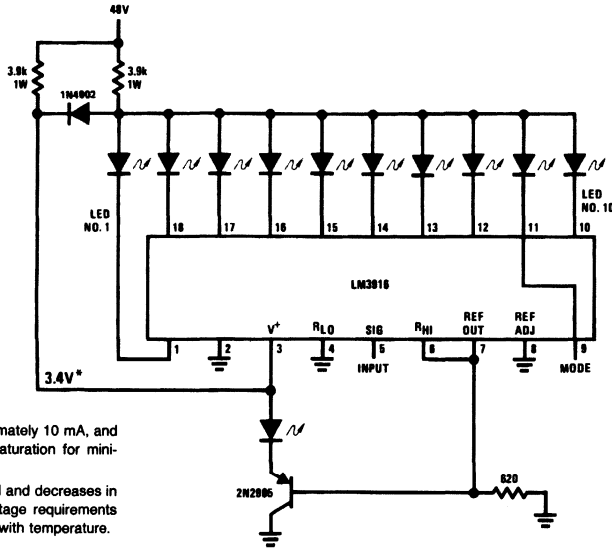 48V
3.9k
1W
3.9k
1W
1N4002
LED
NO. 1
LED
NO. 10
18
17
16
15
14
13
12
11
10
LM3916
V+
RLO
SIG
RHI
REF
OUT
REF
ADJ
1
2
3
4
5
6
7
8
9
INPUT
MODE
3.4V*
2N2905
620
mately 10 mA, and
aturation for mini-
d and decreases in
tage requirements
with temperature.